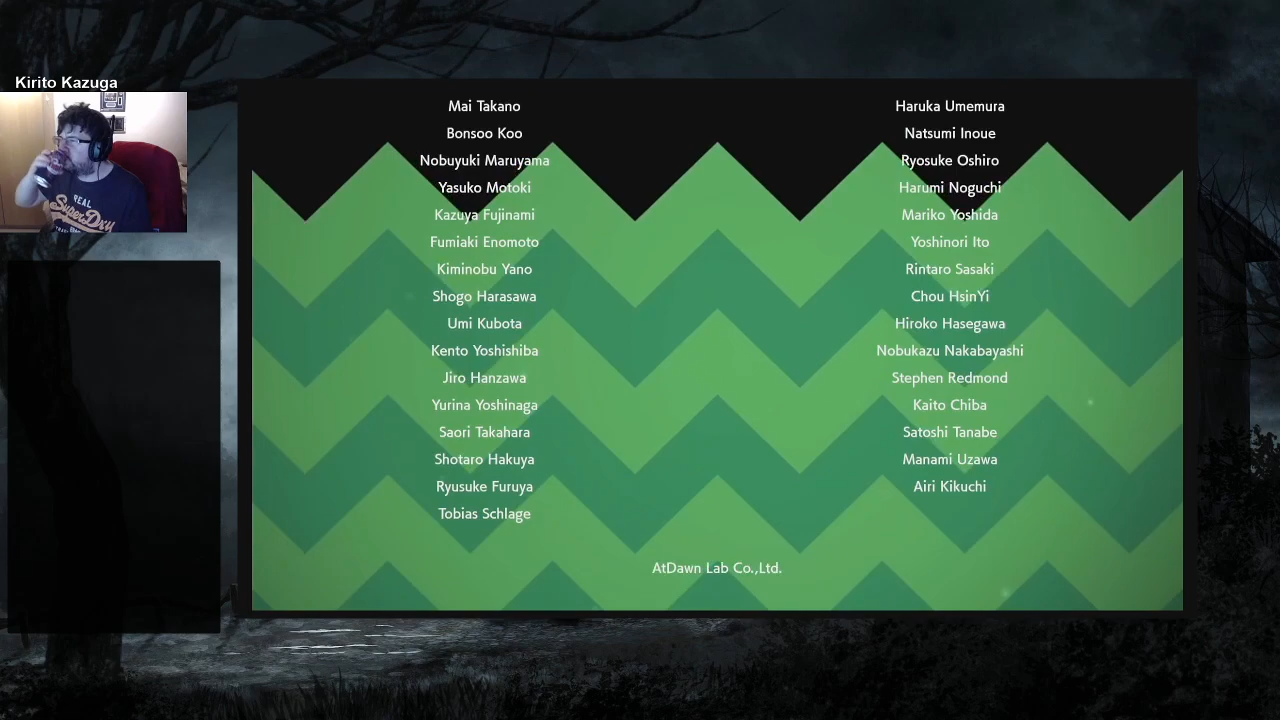 Kirito Kazuga
REAL
SuperDry
Mai Takano
Bonsoo Koo
Nobuyuki Maruyama
Yasuko Motoki
Kazuya Fujinami
Fumiaki Enomoto
Kiminobu Yano
Shogo Harasawa
Umi Kubota
Kento Yoshishiba
Jiro Hanzawa
Yurina Yoshinaga
Saori Takahara
Shotaro Hakuya
Ryusuke Furuya
Tobias Schlage
Haruka Umemura
Natsumi Inoue
Ryosuke Oshiro
Harumi Noguchi
Mariko Yoshida
Yoshinori Ito
Rintaro Sasaki
Chou HsinYi
Hiroko Hasegawa
Nobukazu Nakabayashi
Stephen Redmond
Kaito Chiba
Satoshi Tanabe
Manami Uzawa
Airi Kikuchi
AtDawn Lab Co.,Ltd.